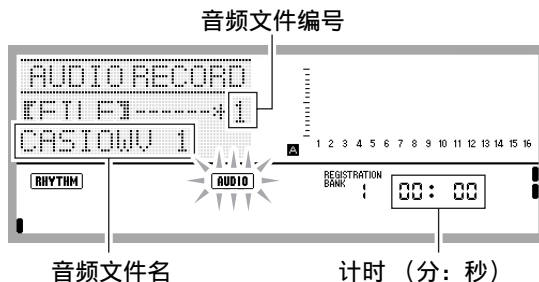 音频文件编号
AUDIO RECORD
[FILE]------* 1
CASIOWV 1
A
1 2 3 4 5 6 7 8 9 10 11 12 13 14 15 16
RHYTHM
AUDIO
REGISTRATION
BANK 1
00: 00
音频文件名
计时（分：秒）